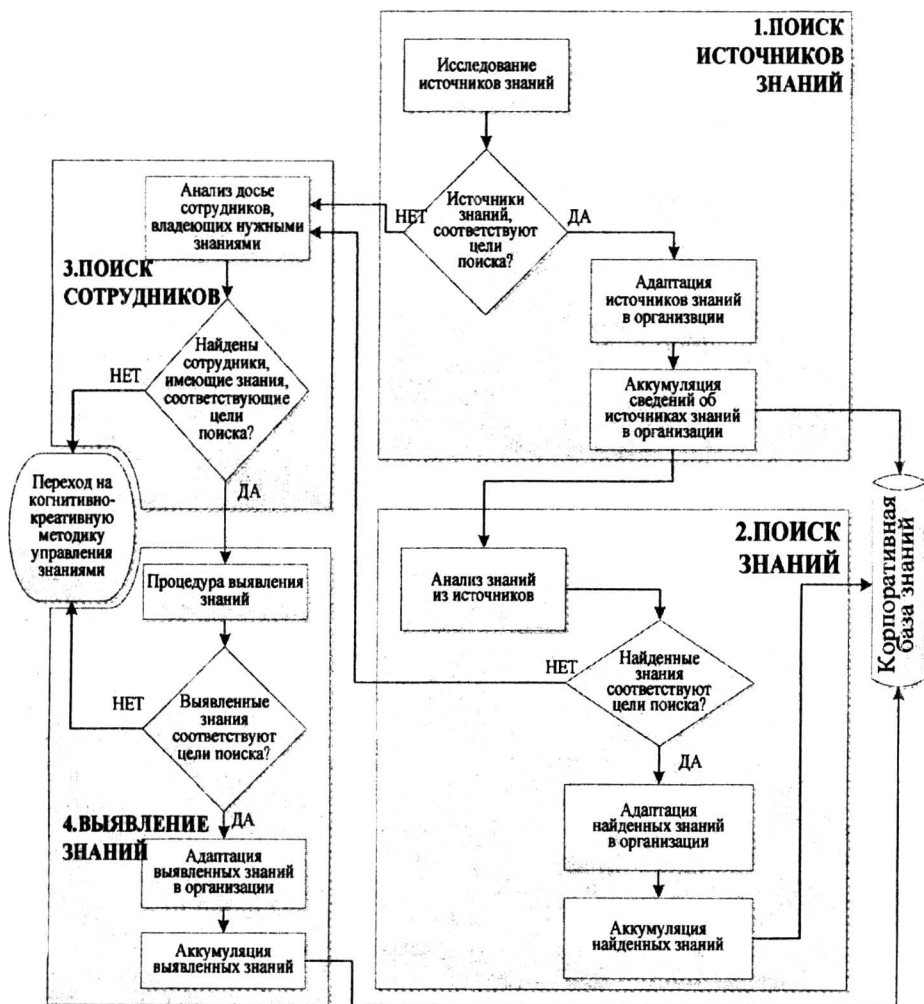 1.ПОИСК
ИСТОЧНИКОВ
ЗНАНИЙ
Исследование
источников знаний
Источники
знаний,
соответствуют
цели
поиска?
НЕТ
ДА
Адаптация
источников знаний
в организвции
Аккумуляция
сведений об
источниках знаний
в организации
Анализ досье
сотрудников,
владеющих нужными
знаниями
3.ПОИСК
СОТРУДНИКОВ
Найдены
сотрудники,
имеющие знания,
соответствующие
цели
поиска?
НЕТ
ДА
Переход на
когнитивно-
креативную
методику
управления
знаниями
2.ПОИСК
ЗНАНИЙ
Анализ знаний
из источников
Найденные
знания
соответствуют
цели поиска?
НЕТ
ДА
Адаптация
найденных знаний
в организации
Аккумуляция
найденных знаний
Процедура выявления
знаний
Выявленные
знания
соответствуют
цели поиска?
НЕТ
ДА
4.ВЫЯВЛЕНИЕ
ЗНАНИЙ
Адаптация
выявленных знаний
в организации
Аккумуляция
выявленных знаний
Корпоративная
база знаний